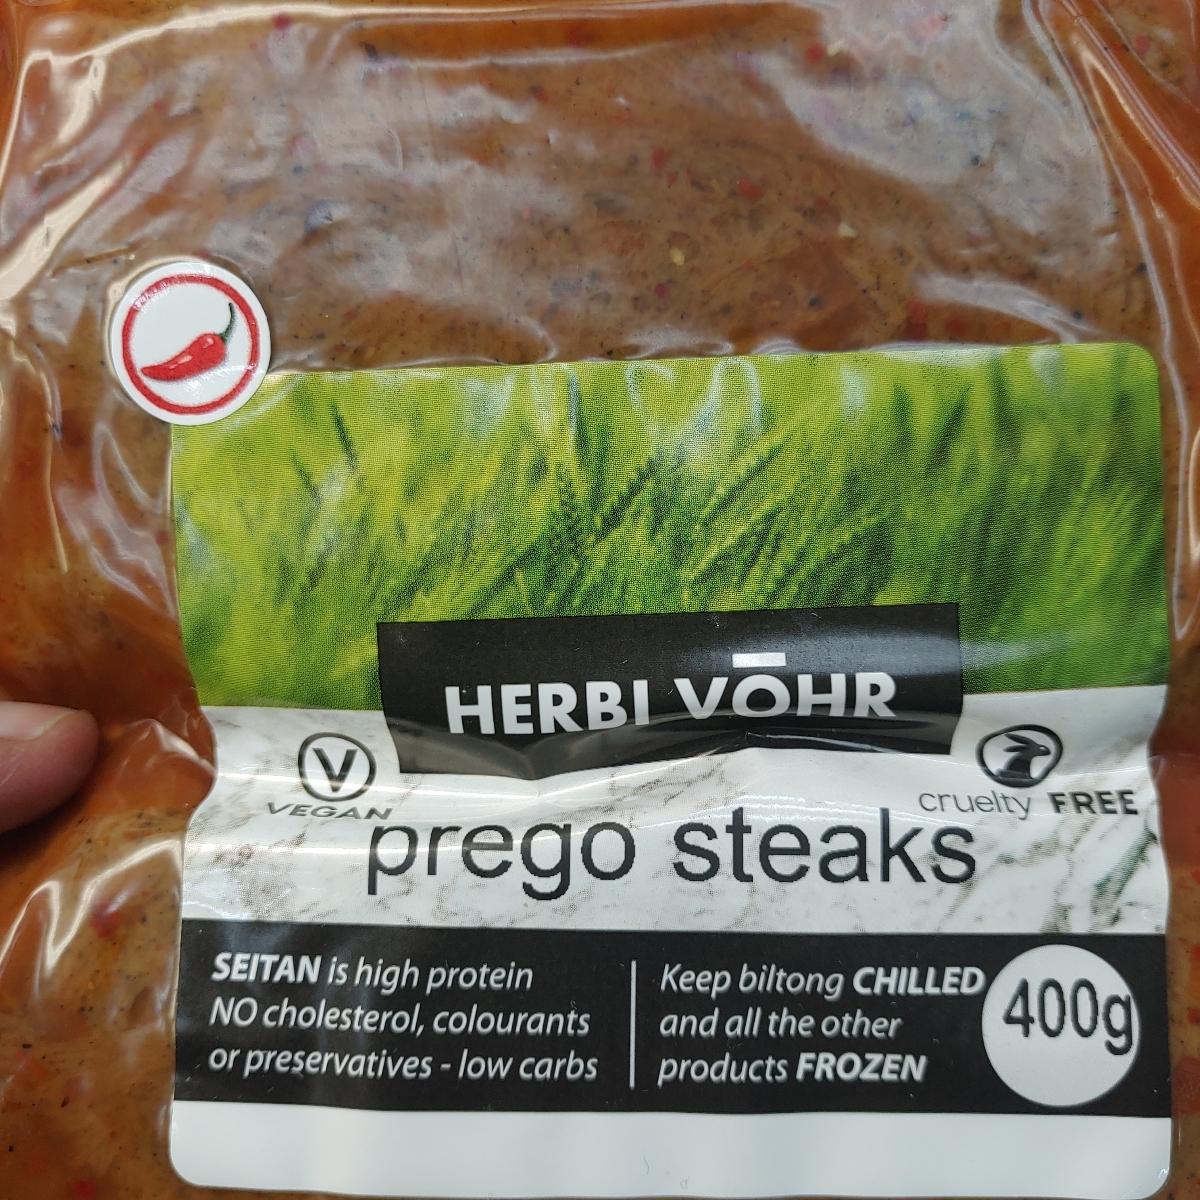 HERBI VŌHR
V
VEGAN
cruelty FREE
prego steaks
SEITAN is high protein
NO cholesterol, colourants
or preservatives - low carbs
Keep biltong CHILLED
and all the other
products FROZEN
400g